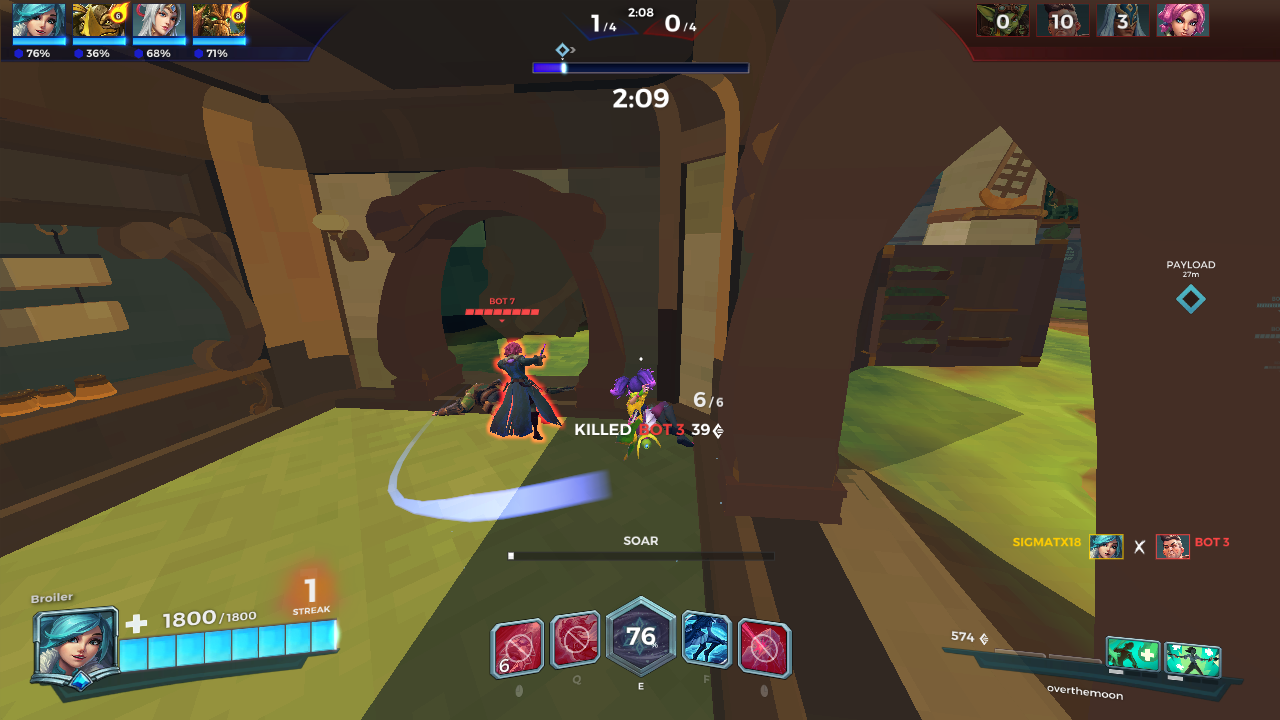 76%
36%
68%
71%
8
8
1/4
2:08
0/4
2:09
0
10
3
PAYLOAD
27m
BOT 7
6/6
KILLED BOT 3 39
SOAR
SIGMATX18 X BOT 3
Broiler
1800/1800
1
STREAK
6
76%
Q
E
F
574
overthemoon